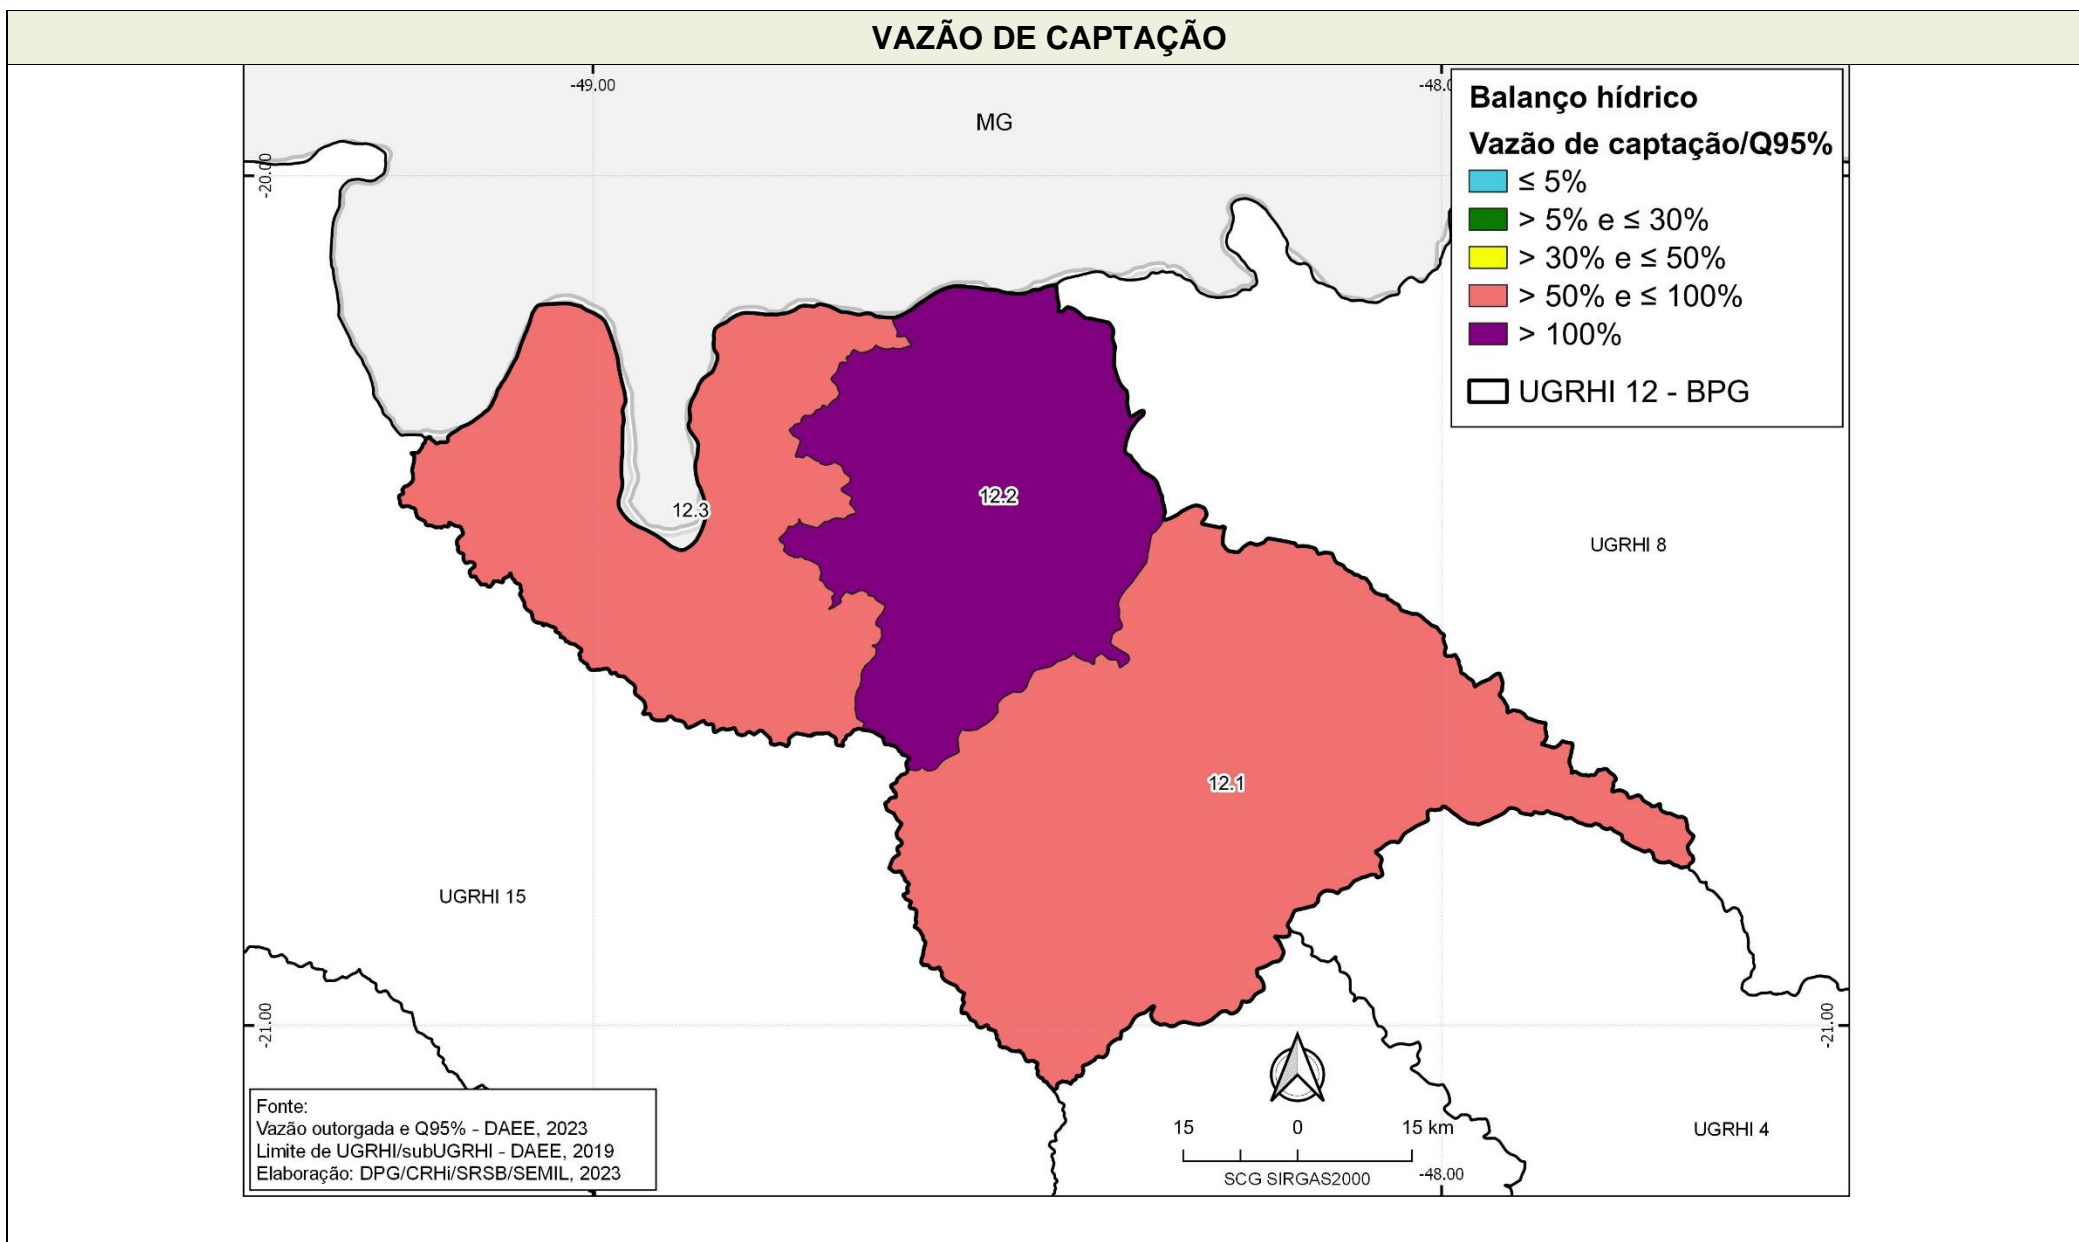 VAZÃO DE CAPTAÇÃO
-49.00
-48.0
MG
-20.00
Balanço hídrico
Vazão de captação/Q95%
≤ 5%
> 5% e ≤ 30%
> 30% e ≤ 50%
> 50% e ≤ 100%
> 100%
UGRHI 12 - BPG
12.3
12.2
UGRHI 8
12.1
UGRHI 15
-21.00
-21.00
Fonte:
Vazão outorgada e Q95% - DAEE, 2023
Limite de UGRHI/subUGRHI - DAEE, 2019
Elaboração: DPG/CRHi/SRSB/SEMIL, 2023
15 0 15 km
SCG SIRGAS2000
-48.00
UGRHI 4